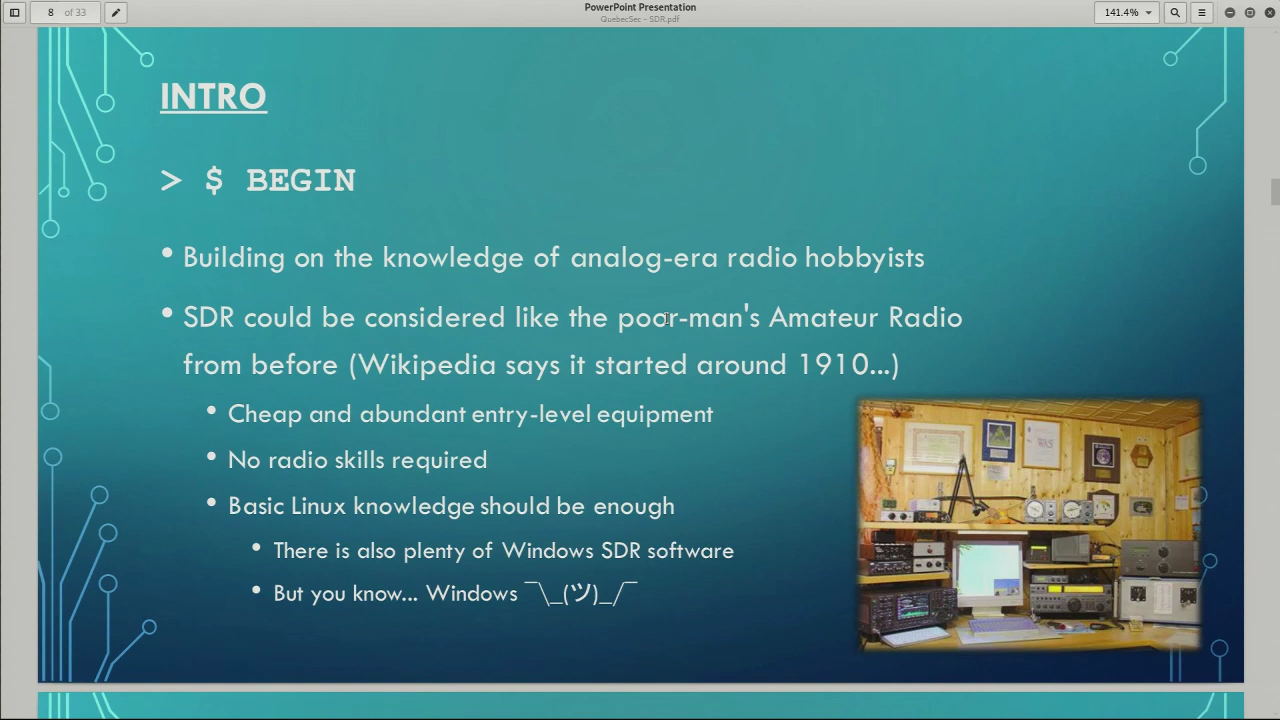 8 of 33
PowerPoint Presentation
QuebecSec - SDR.pdf
141.4%
INTRO
> $ BEGIN
• Building on the knowledge of analog-era radio hobbyists
• SDR could be considered like the poor-man's Amateur Radio
from before (Wikipedia says it started around 1910...)
• Cheap and abundant entry-level equipment
• No radio skills required
• Basic Linux knowledge should be enough
• There is also plenty of Windows SDR software
• But you know... Windows ¯\_(ツ)_/¯